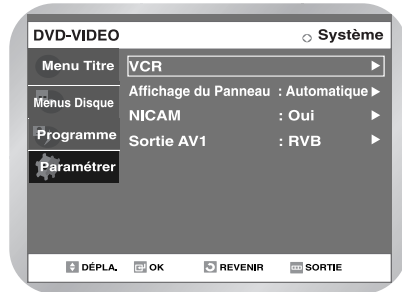 DVD-VIDEO Système
Menu Titre VCR
Menus Disque Affichage du Panneau : Automatique
NICAM : Oui
Programme Sortie AV1 : RVB
Paramétrer
DÉPLA. OK REVENIR SORTIE